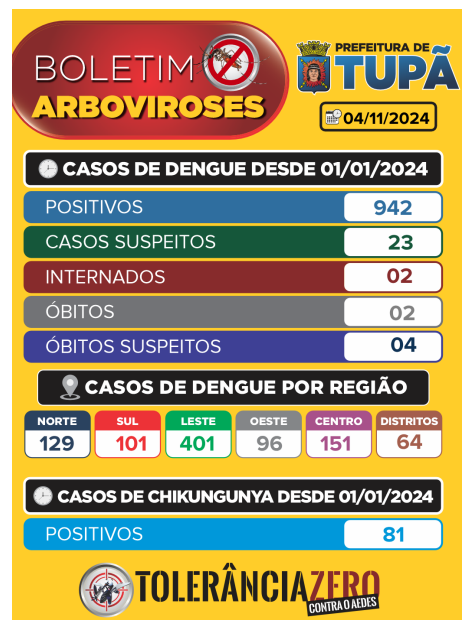 BOLETIM
ARBOVIROSES
PREFEITURA DE
TUPÃ
04/11/2024
CASOS DE DENGUE DESDE 01/01/2024
POSITIVOS 942
CASOS SUSPEITOS 23
INTERNADOS 02
ÓBITOS 02
ÓBITOS SUSPEITOS 04
CASOS DE DENGUE POR REGIÃO
NORTE SUL LESTE OESTE CENTRO DISTRITOS
129 101 401 96 151 64
CASOS DE CHIKUNGUNYA DESDE 01/01/2024
POSITIVOS 81
TOLERÂNCIAZERO
CONTRA O AEDES